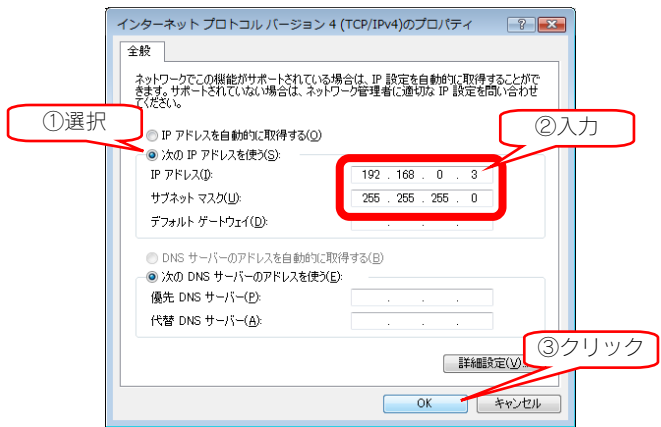 インターネット プロトコル バージョン 4 (TCP/IPv4)のプロパティ
全般
ネットワークでこの機能がサポートされている場合は、IP 設定を自動的に取得することがで
きます。サポートされていない場合は、ネットワーク管理者に適切な IP 設定を問い合わせ
てください。
①選択
②入力
IP アドレスを自動的に取得する(O)
次の IP アドレスを使う(S):
IP アドレス(I):
192 . 168 . 0 . 3
サブネット マスク(U):
255 . 255 . 255 . 0
デフォルト ゲートウェイ(D):
. . .
DNS サーバーのアドレスを自動的に取得する(B)
次の DNS サーバーのアドレスを使う(E):
優先 DNS サーバー(P):
. . .
代替 DNS サーバー(A):
. . .
③クリック
詳細設定(V)...
OK
キャンセル